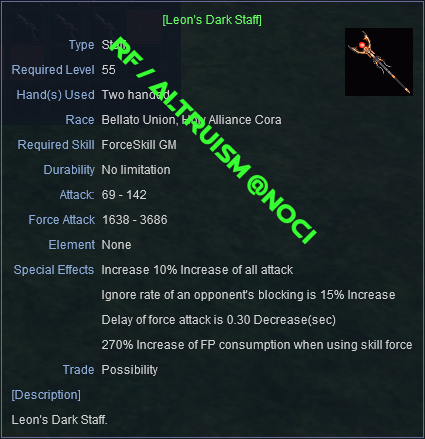 [Leon's Dark Staff]
Type Staff
Required Level 55
Hand(s) Used Two handed
Race Bellato Union, Holy Alliance Cora
Required Skill ForceSkill GM
Durability No limitation
Attack: 69 - 142
Force Attack 1638 - 3686
Element None
Special Effects Increase 10% Increase of all attack
Ignore rate of an opponent's blocking is 15% Increase
Delay of force attack is 0.30 Decrease(sec)
270% Increase of FP consumption when using skill force
Trade Possibility
[Description]
Leon's Dark Staff.
RF / ALTRUISM @NOCI